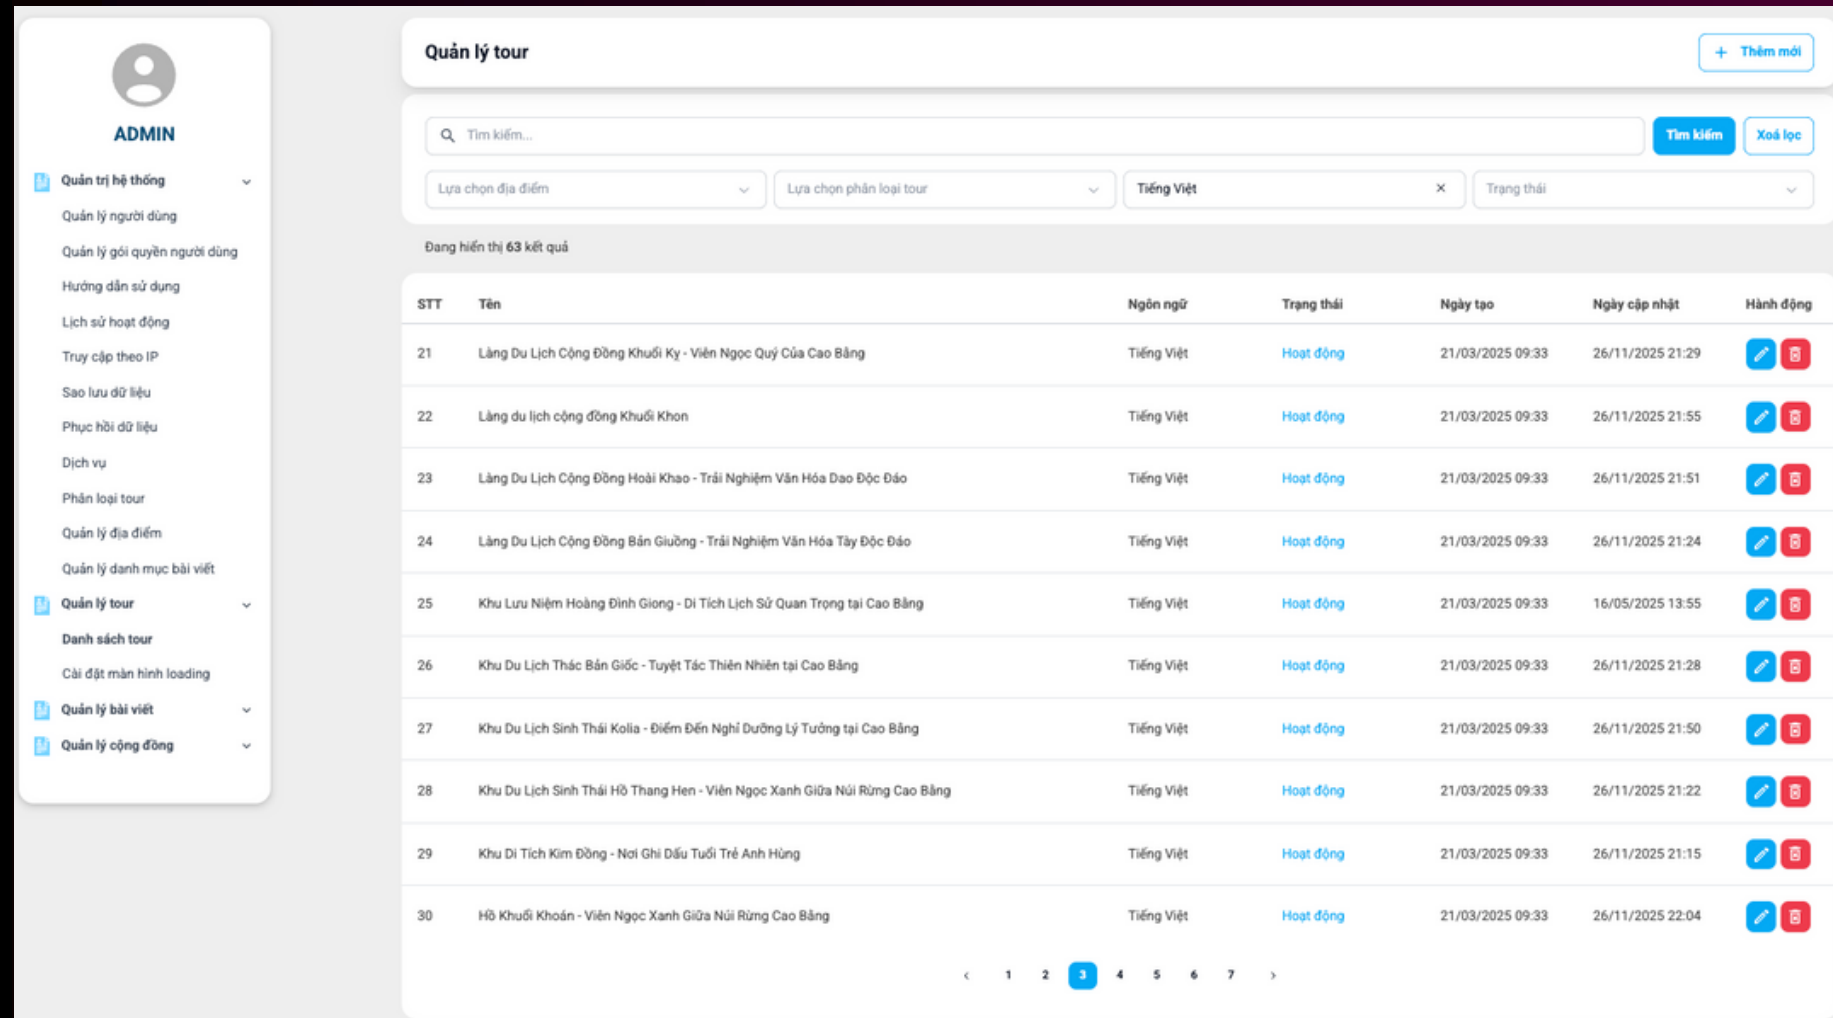 ADMIN
Quản trị hệ thống
Quản lý người dùng
Quản lý gói quyền người dùng
Hướng dẫn sử dụng
Lịch sử hoạt động
Truy cập theo IP
Sao lưu dữ liệu
Phục hồi dữ liệu
Dịch vụ
Phân loại tour
Quản lý địa điểm
Quản lý danh mục bài viết
Quản lý tour
Danh sách tour
Cài đặt màn hình loading
Quản lý bài viết
Quản lý cộng đồng
Quản lý tour
+ Thêm mới
Tìm kiếm...
Tìm kiếm
Xoá lọc
Lựa chọn địa điểm
Lựa chọn phân loại tour
Tiếng Việt
Trạng thái
Đang hiển thị 63 kết quả
STT Tên Ngôn ngữ Trạng thái Ngày tạo Ngày cập nhật Hành động
21 Làng Du Lịch Cộng Đồng Khuổi Ky - Viên Ngọc Quý Của Cao Bằng Tiếng Việt Hoạt động 21/03/2025 09:33 26/11/2025 21:29
22 Làng du lịch cộng đồng Khuổi Khon Tiếng Việt Hoạt động 21/03/2025 09:33 26/11/2025 21:55
23 Làng Du Lịch Cộng Đồng Hoài Khao - Trải Nghiệm Văn Hóa Dao Độc Đáo Tiếng Việt Hoạt động 21/03/2025 09:33 26/11/2025 21:51
24 Làng Du Lịch Cộng Đồng Bản Giuồng - Trải Nghiệm Văn Hóa Tày Độc Đáo Tiếng Việt Hoạt động 21/03/2025 09:33 26/11/2025 21:24
25 Khu Lưu Niệm Hoàng Đình Giong - Di Tích Lịch Sử Quan Trọng tại Cao Bằng Tiếng Việt Hoạt động 21/03/2025 09:33 16/05/2025 13:55
26 Khu Du Lịch Thác Bản Giốc - Tuyệt Tác Thiên Nhiên tại Cao Bằng Tiếng Việt Hoạt động 21/03/2025 09:33 26/11/2025 21:28
27 Khu Du Lịch Sinh Thái Kolia - Điểm Đến Nghỉ Dưỡng Lý Tưởng tại Cao Bằng Tiếng Việt Hoạt động 21/03/2025 09:33 26/11/2025 21:50
28 Khu Du Lịch Sinh Thái Hồ Thang Hen - Viên Ngọc Xanh Giữa Núi Rừng Cao Bằng Tiếng Việt Hoạt động 21/03/2025 09:33 26/11/2025 21:22
29 Khu Di Tích Kim Đồng - Nơi Ghi Dấu Tuổi Trẻ Anh Hùng Tiếng Việt Hoạt động 21/03/2025 09:33 26/11/2025 21:15
30 Hồ Khuổi Khoán - Viên Ngọc Xanh Giữa Núi Rừng Cao Bằng Tiếng Việt Hoạt động 21/03/2025 09:33 26/11/2025 22:04
‹ 1 2 3 4 5 6 7 ›